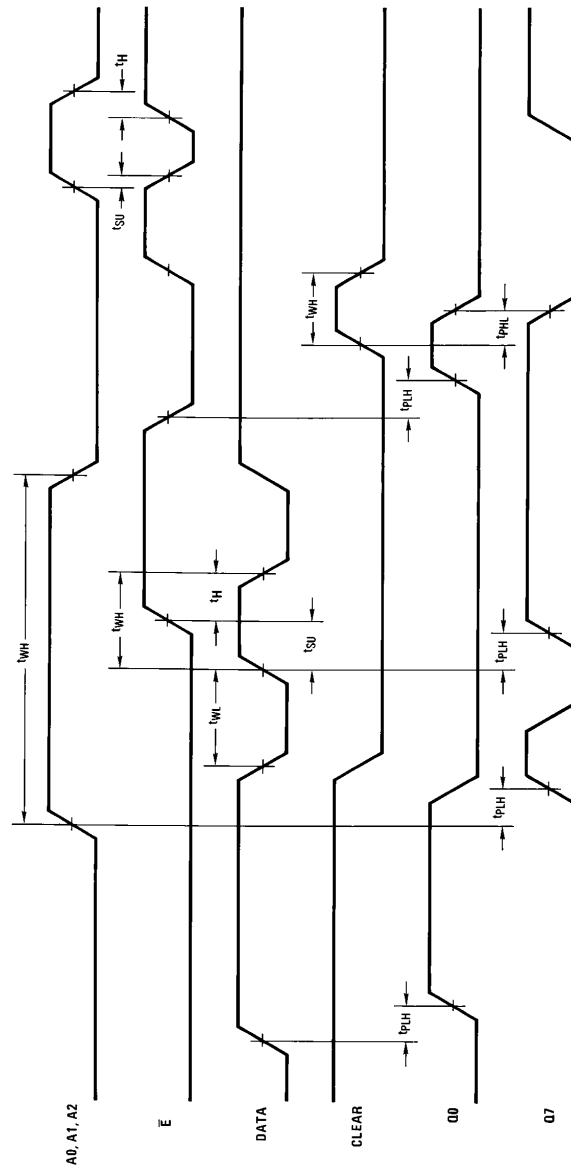 A0, A1, A2
tWH
tSU
tH
E
DATA
tWL
tWH
tSU
tH
CLEAR
tWH
Q0
tPLH
tPLH
tPHL
Q7
tPLH
tPLH